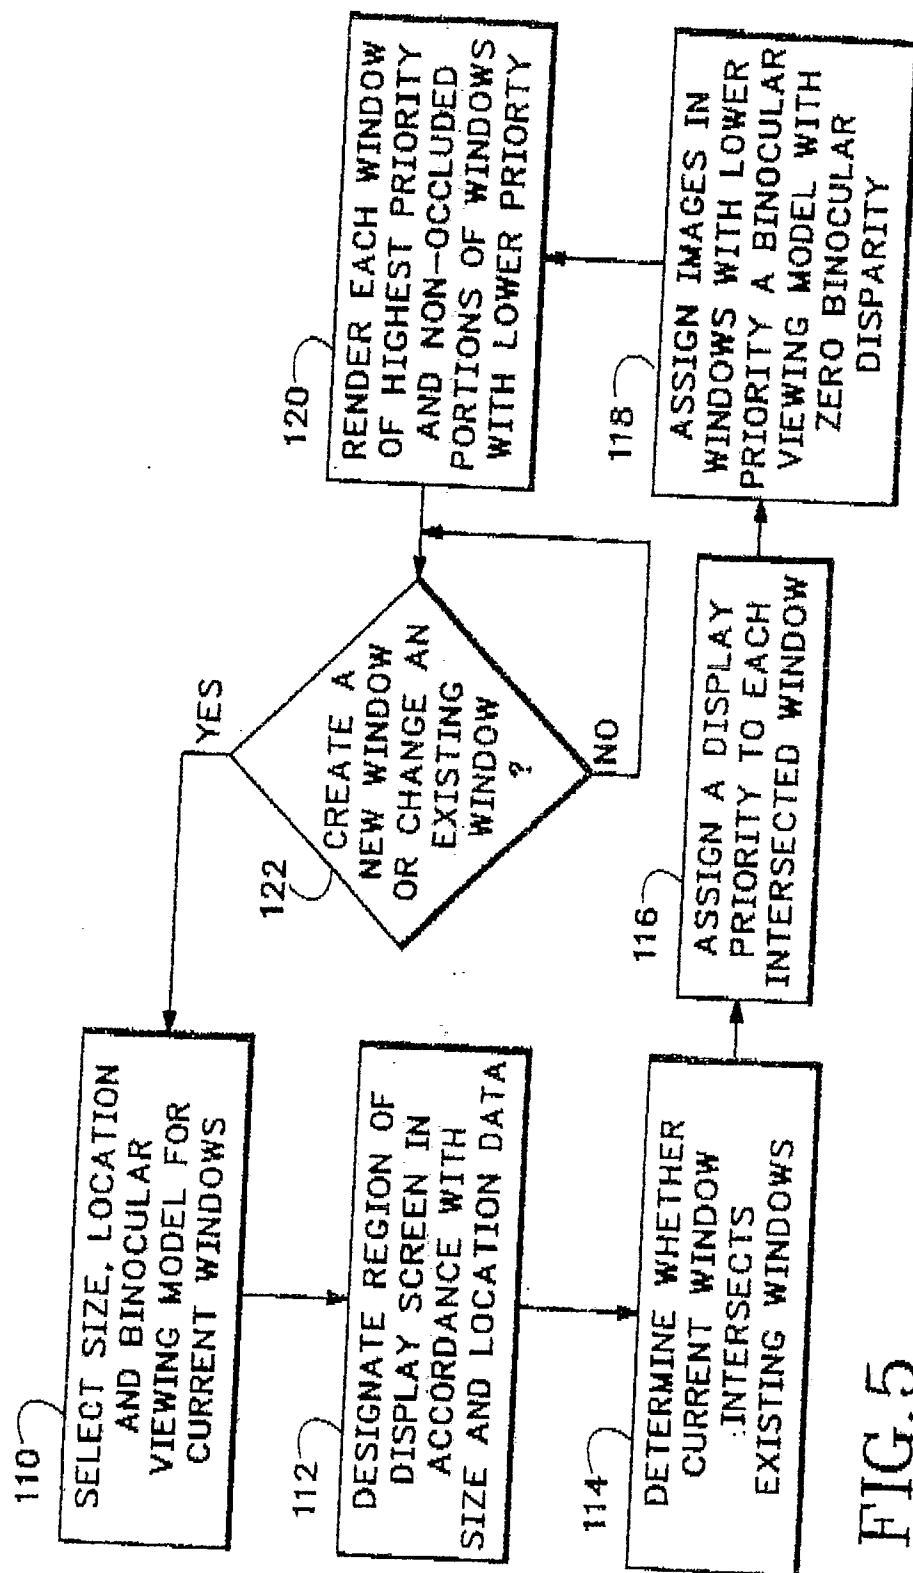 110
SELECT SIZE, LOCATION
AND BINOCULAR
VIEWING MODEL FOR
CURRENT WINDOWS
112
DESIGNATE REGION OF
DISPLAY SCREEN IN
ACCORDANCE WITH
SIZE AND LOCATION DATA
114
DETERMINE WHETHER
CURRENT WINDOW
INTERSECTS
EXISTING WINDOWS
116
ASSIGN A DISPLAY
PRIORITY TO EACH
INTERSECTED WINDOW
118
ASSIGN IMAGES IN
WINDOWS WITH LOWER
PRIORITY A BINOCULAR
VIEWING MODEL WITH
ZERO BINOCULAR
DISPARITY
120
RENDER EACH WINDOW
OF HIGHEST PRIORITY
AND NON-OCCLUDED
PORTIONS OF WINDOWS
WITH LOWER PRIORTY
122
CREATE A
NEW WINDOW
OR CHANGE AN
EXISTING
WINDOW
?
YES
NO
FIG.5